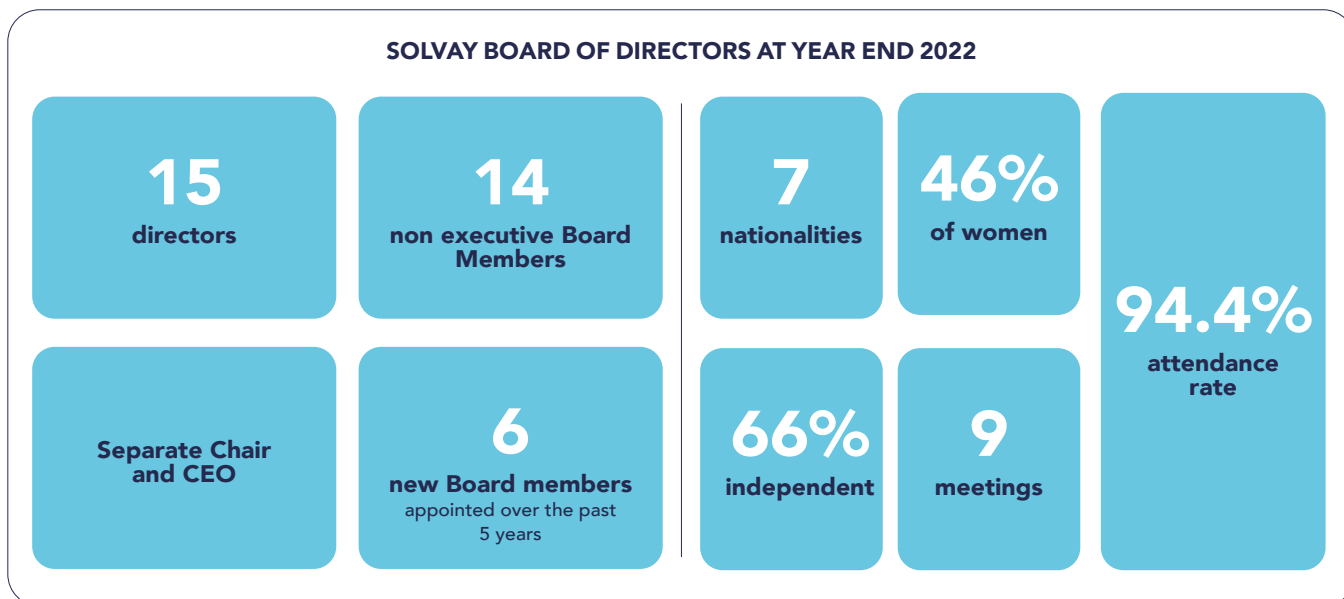 SOLVAY BOARD OF DIRECTORS AT YEAR END 2022
15
directors
14
non executive Board
Members
7
nationalities
46%
of women
94.4%
attendance
rate
Separate Chair
and CEO
6
new Board members
appointed over the past
5 years
66%
independent
9
meetings